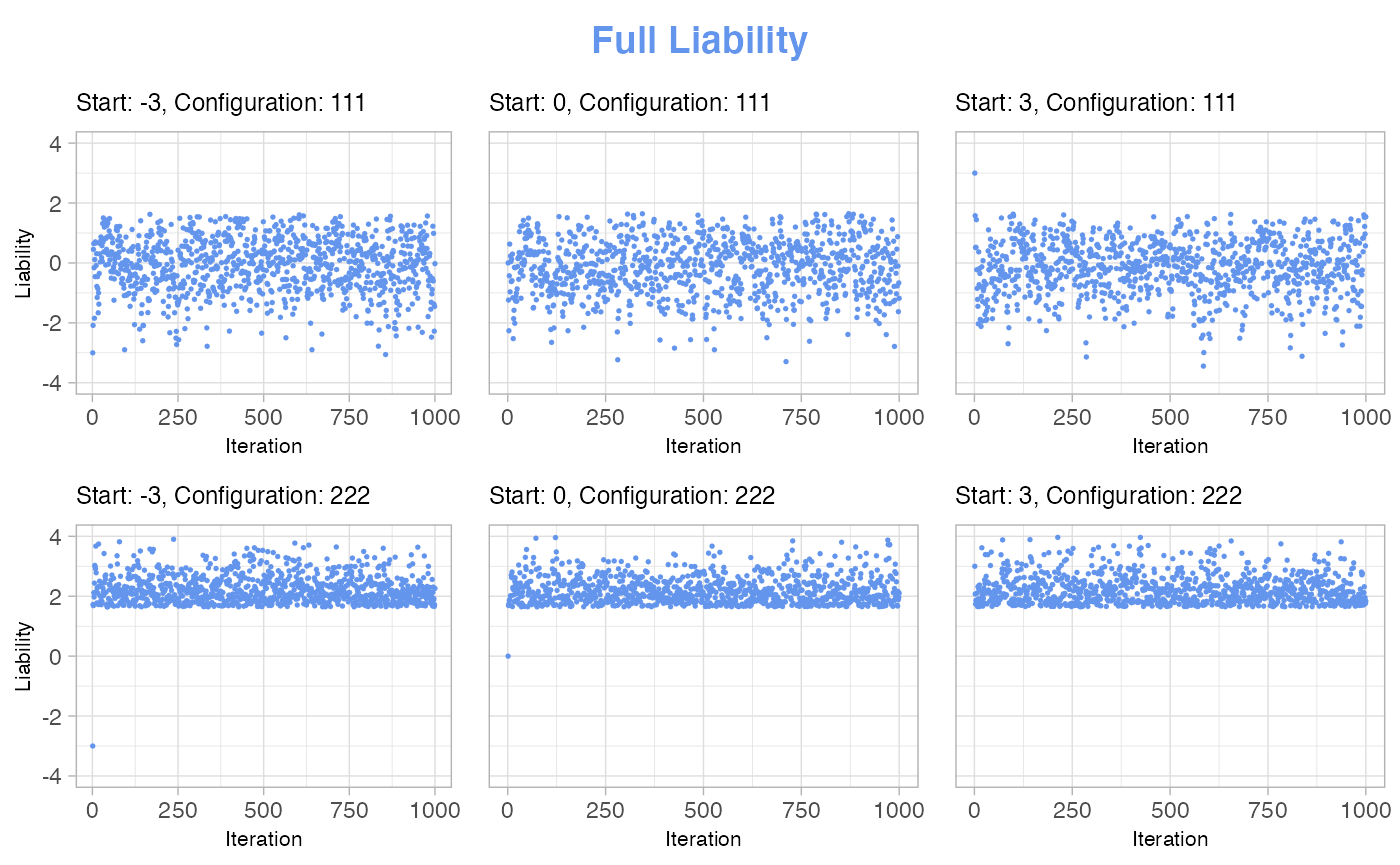 Full Liability
Start: -3, Configuration: 111
Start: 0, Configuration: 111
Start: 3, Configuration: 111
Liability
4
2
0
-2
-4
0 250 500 750 1000
0 250 500 750 1000
0 250 500 750 1000
Iteration
Iteration
Iteration
Start: -3, Configuration: 222
Start: 0, Configuration: 222
Start: 3, Configuration: 222
Liability
4
2
0
-2
-4
0 250 500 750 1000
0 250 500 750 1000
0 250 500 750 1000
Iteration
Iteration
Iteration